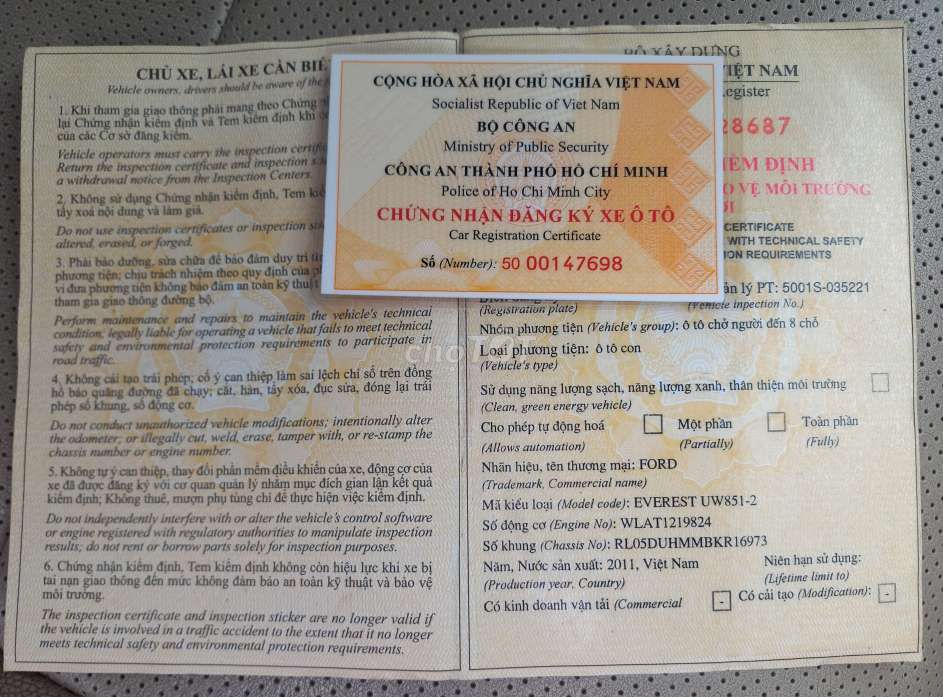 CHỦ XE, LÁI XE CẦN BIẾ
Vehicle owners, drivers should be aware of the
1. Khi tham gia giao thông phải mang theo Chứng
lại Chứng nhận kiểm định và Tem kiểm định khi
của các Cơ sở đăng kiểm.
Vehicle operators must carry the inspection certific
Return the inspection certificate and inspection s
a withdrawal notice from the Inspection Centers.
2. Không sử dụng Chứng nhận kiểm định, Tem ki
tẩy xoá nội dung và làm giả.
Do not use inspection certificates or inspection s
altered, erased, or forged.
3. Phải bảo dưỡng, sửa chữa để bảo đảm duy trì
phương tiện; chịu trách nhiệm theo quy định của
vi đưa phương tiện không bảo đảm an toàn kỹ thuật
tham gia giao thông đường bộ.
Perform maintenance and repairs to maintain the vehicle's technical
condition; legally liable for operating a vehicle that fails to meet technical
safety and environmental protection requirements to participate in
road traffic.
4. Không cải tạo trái phép; cố ý can thiệp làm sai lệch chỉ số trên đồng
hồ báo quãng đường đã chạy; cắt, hàn, tẩy xóa, đục sửa, đóng lại trái
phép số khung, số động cơ.
Do not conduct unauthorized vehicle modifications; intentionally alter
the odometer; or illegally cut, weld, erase, tamper with, or re-stamp the
chassis number or engine number.
5. Không tự ý can thiệp, thay đổi phần mềm điều khiển của xe, động cơ của
xe đã được đăng ký với cơ quan quản lý nhằm mục đích gian lận kết quả
kiểm định; Không thuê, mượn phụ tùng chỉ để thực hiện việc kiểm định.
Do not independently interfere with or alter the vehicle's control software
or engine registered with regulatory authorities to manipulate inspection
results; do not rent or borrow parts solely for inspection purposes.
6. Chứng nhận kiểm định, Tem kiểm định không còn hiệu lực khi xe bị
tai nạn giao thông đến mức không đảm bảo an toàn kỹ thuật và bảo vệ
môi trường.
The inspection certificate and inspection sticker are no longer valid if
the vehicle is involved in a traffic accident to the extent that it no longer
meets technical safety and environmental protection requirements.
CỘNG HÒA XÃ HỘI CHỦ NGHĨA VIỆT NAM
Socialist Republic of Viet Nam
BỘ CÔNG AN
Ministry of Public Security
CÔNG AN THÀNH PHỐ HỒ CHÍ MINH
Police of Ho Chi Minh City
CHỨNG NHẬN ĐĂNG KÝ XE Ô TÔ
Car Registration Certificate
Số (Number): 50 00147698
BỘ XÂY DỰNG
VIỆT NAM
egister
28687
IỂM ĐỊNH
O VỆ MÔI TRƯỜNG
CERTIFICATE
WITH TECHNICAL SAFETY
ON REQUIREMENTS
ản lý PT: 5001S-035221
(Registration plate) (Vehicle inspection No.)
Nhóm phương tiện (Vehicle's group): ô tô chở người đến 8 chỗ
Loại phương tiện: ô tô con
(Vehicle's type)
Sử dụng năng lượng sạch, năng lượng xanh, thân thiện môi trường
(Clean, green energy vehicle)
Cho phép tự động hoá Một phần Toàn phần
(Allows automation) (Partially) (Fully)
Nhãn hiệu, tên thương mại: FORD
(Trademark, Commercial name)
Mã kiểu loại (Model code): EVEREST UW851-2
Số động cơ (Engine No): WLAT1219824
Số khung (Chassis No): RL05DUHMMBKR16973
Năm, Nước sản xuất: 2011, Việt Nam Niên hạn sử dụng:
(Production year, Country) (Lifetime limit to)
Có kinh doanh vận tải (Commercial - Có cải tạo (Modification): -
choTỐT